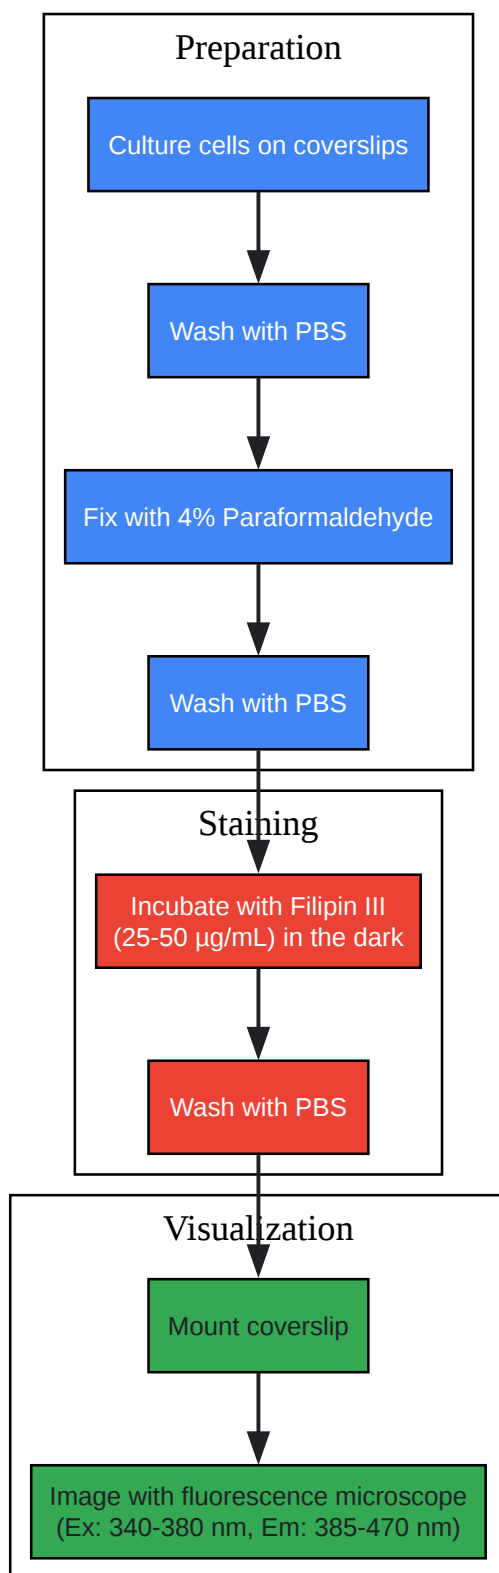 Preparation
Culture cells on coverslips
Wash with PBS
Fix with 4% Paraformaldehyde
Wash with PBS
Staining
Incubate with Filipin III
(25-50 µg/mL) in the dark
Wash with PBS
Visualization
Mount coverslip
Image with fluorescence microscope
(Ex: 340-380 nm, Em: 385-470 nm)